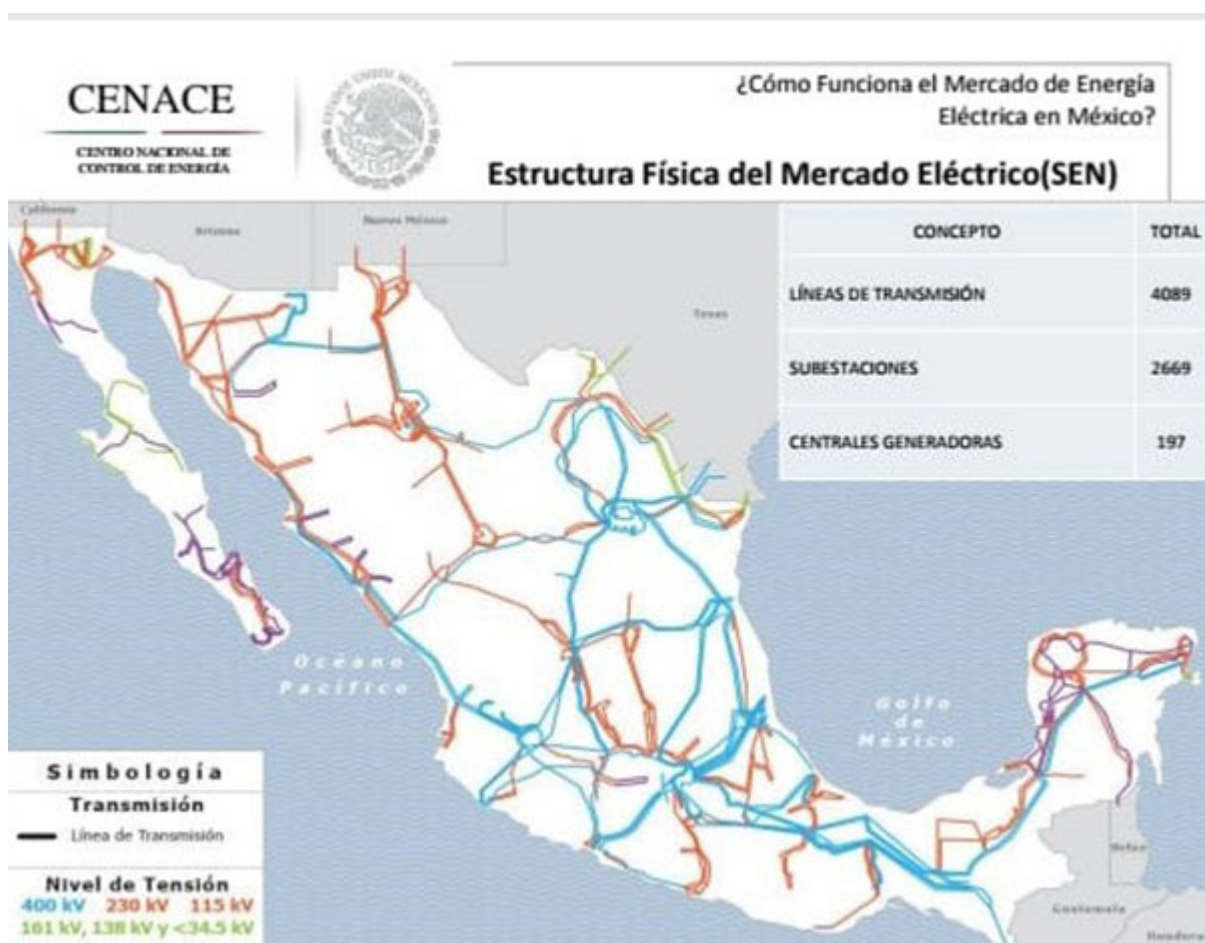 CENACE
CENTRO NACIONAL DE
CONTROL DE ENERGÍA
ESTADOS UNIDOS MEXICANOS
¿Cómo Funciona el Mercado de Energía
Eléctrica en México?
Estructura Física del Mercado Eléctrico(SEN)
California
Arizona
Nuevo México
Texas
CONCEPTO TOTAL
LÍNEAS DE TRANSMISIÓN 4089
SUBESTACIONES 2669
CENTRALES GENERADORAS 197
Océano
Pacífico
Golfo
de
México
Simbología
Transmisión
Línea de Transmisión
Nivel de Tensión
400 kV 230 kV 115 kV
161 kV, 138 kV y <34.5 kV
Guatemala